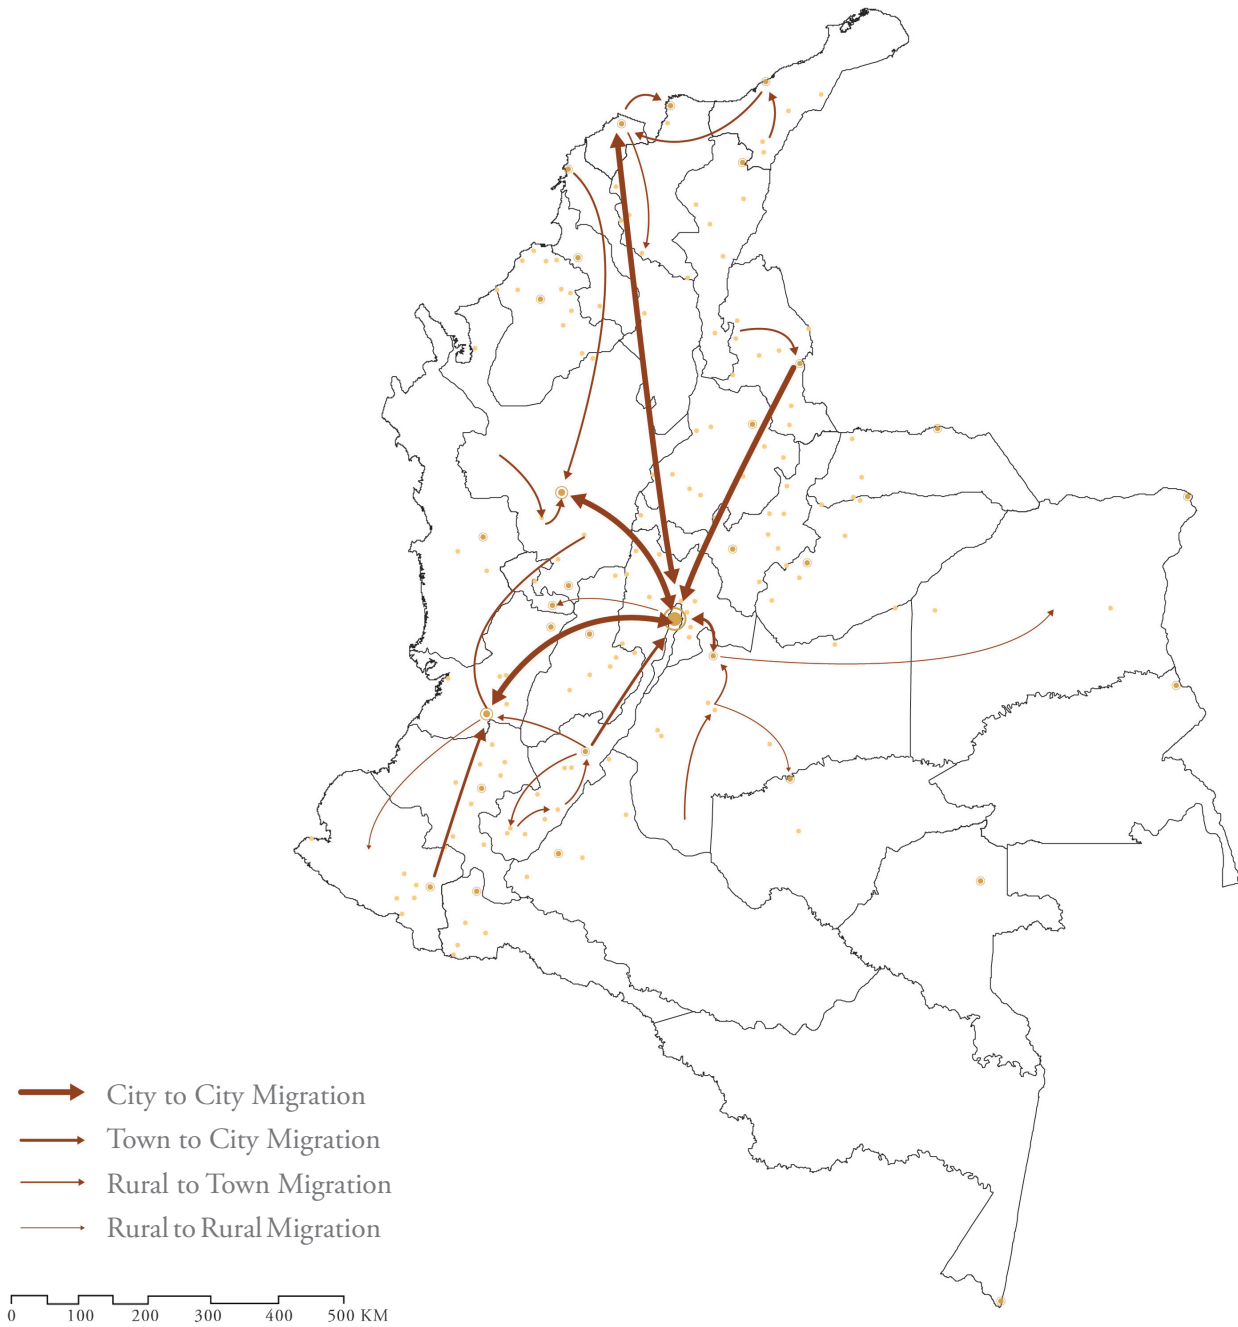 City to City Migration
Town to City Migration
Rural to Town Migration
Rural to Rural Migration
0 100 200 300 400 500 KM